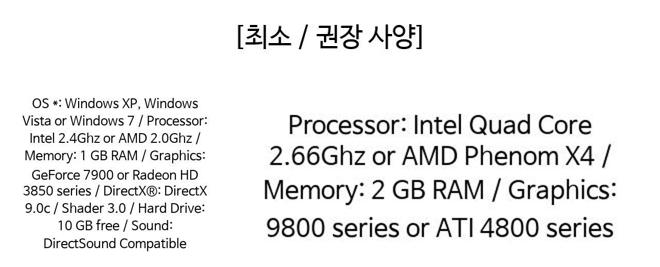 [최소 / 권장 사양]
OS *: Windows XP, Windows
Vista or Windows 7 / Processor:
Intel 2.4Ghz or AMD 2.0Ghz /
Memory: 1 GB RAM / Graphics:
GeForce 7900 or Radeon HD
3850 series / DirectX®: DirectX
9.0c / Shader 3.0 / Hard Drive:
10 GB free / Sound:
DirectSound Compatible
Processor: Intel Quad Core
2.66Ghz or AMD Phenom X4 /
Memory: 2 GB RAM / Graphics:
9800 series or ATI 4800 series